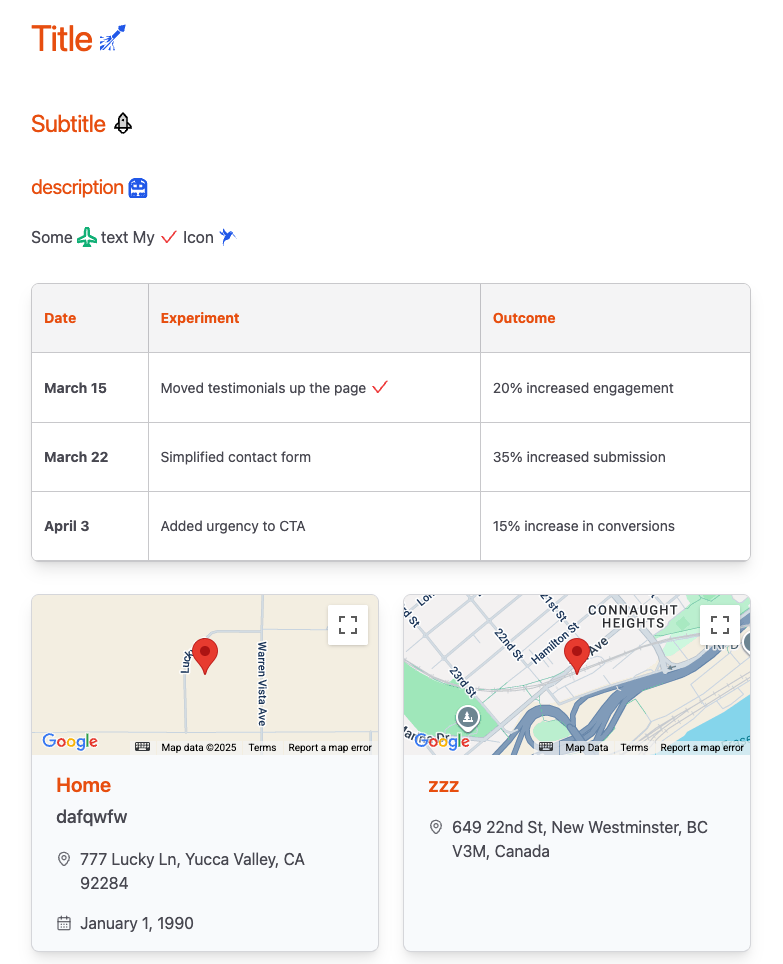 Title
Subtitle
description
Some text My Icon
Date Experiment Outcome
March 15 Moved testimonials up the page 20% increased engagement
March 22 Simplified contact form 35% increased submission
April 3 Added urgency to CTA 15% increase in conversions
Warren Vista Ave
Google
Map data ©2025 Terms Report a map error
CONNAUGHT
HEIGHTS
21st St
22nd St
Hamilton St
Ave
23rd St
Google
Map Data Terms Report a map error
Home
dafqwfw
777 Lucky Ln, Yucca Valley, CA
92284
January 1, 1990
zzz
649 22nd St, New Westminster, BC
V3M, Canada